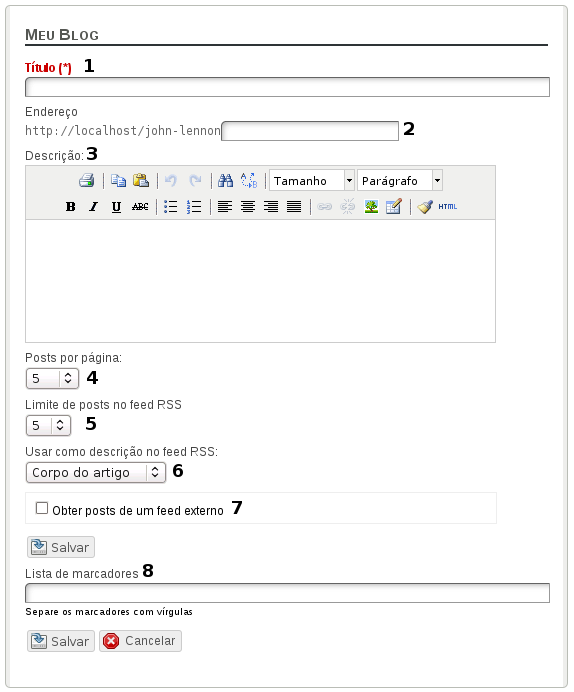 Meu Blog
Título (*) 1
Endereço
http://localhost/john-lennon 2
Descrição: 3
Tamanho Parágrafo
B I U ABC HTML
Posts por página:
5 4
Limite de posts no feed RSS
5 5
Usar como descrição no feed RSS:
Corpo do artigo 6
Obter posts de um feed externo 7
Salvar
Lista de marcadores 8
Separe os marcadores com vírgulas
Salvar Cancelar